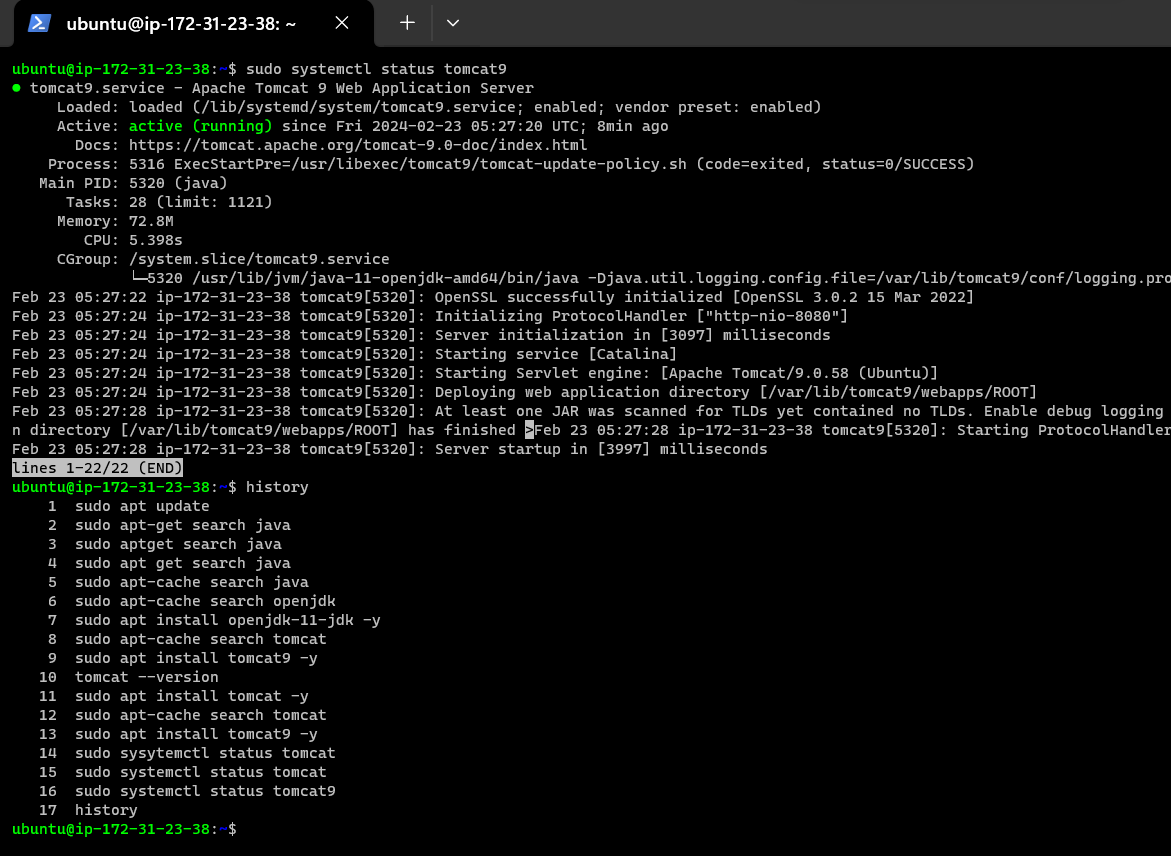 ubuntu@ip-172-31-23-38: ~
ubuntu@ip-172-31-23-38:~$ sudo systemctl status tomcat9
● tomcat9.service - Apache Tomcat 9 Web Application Server
Loaded: loaded (/lib/systemd/system/tomcat9.service; enabled; vendor preset: enabled)
Active: active (running) since Fri 2024-02-23 05:27:20 UTC; 8min ago
Docs: https://tomcat.apache.org/tomcat-9.0-doc/index.html
Process: 5316 ExecStartPre=/usr/libexec/tomcat9/tomcat-update-policy.sh (code=exited, status=0/SUCCESS)
Main PID: 5320 (java)
Tasks: 28 (limit: 1121)
Memory: 72.8M
CPU: 5.398s
CGroup: /system.slice/tomcat9.service
└─5320 /usr/lib/jvm/java-11-openjdk-amd64/bin/java -Djava.util.logging.config.file=/var/lib/tomcat9/conf/logging.pro
Feb 23 05:27:22 ip-172-31-23-38 tomcat9[5320]: OpenSSL successfully initialized [OpenSSL 3.0.2 15 Mar 2022]
Feb 23 05:27:24 ip-172-31-23-38 tomcat9[5320]: Initializing ProtocolHandler ["http-nio-8080"]
Feb 23 05:27:24 ip-172-31-23-38 tomcat9[5320]: Server initialization in [3097] milliseconds
Feb 23 05:27:24 ip-172-31-23-38 tomcat9[5320]: Starting service [Catalina]
Feb 23 05:27:24 ip-172-31-23-38 tomcat9[5320]: Starting Servlet engine: [Apache Tomcat/9.0.58 (Ubuntu)]
Feb 23 05:27:24 ip-172-31-23-38 tomcat9[5320]: Deploying web application directory [/var/lib/tomcat9/webapps/ROOT]
Feb 23 05:27:28 ip-172-31-23-38 tomcat9[5320]: At least one JAR was scanned for TLDs yet contained no TLDs. Enable debug logging
n directory [/var/lib/tomcat9/webapps/ROOT] has finished >Feb 23 05:27:28 ip-172-31-23-38 tomcat9[5320]: Starting ProtocolHandler
Feb 23 05:27:28 ip-172-31-23-38 tomcat9[5320]: Server startup in [3997] milliseconds
lines 1-22/22 (END)
ubuntu@ip-172-31-23-38:~$ history
1 sudo apt update
2 sudo apt-get search java
3 sudo aptget search java
4 sudo apt get search java
5 sudo apt-cache search java
6 sudo apt-cache search openjdk
7 sudo apt install openjdk-11-jdk -y
8 sudo apt-cache search tomcat
9 sudo apt install tomcat9 -y
10 tomcat --version
11 sudo apt install tomcat -y
12 sudo apt-cache search tomcat
13 sudo apt install tomcat9 -y
14 sudo sysytemctl status tomcat
15 sudo systemctl status tomcat
16 sudo systemctl status tomcat9
17 history
ubuntu@ip-172-31-23-38:~$